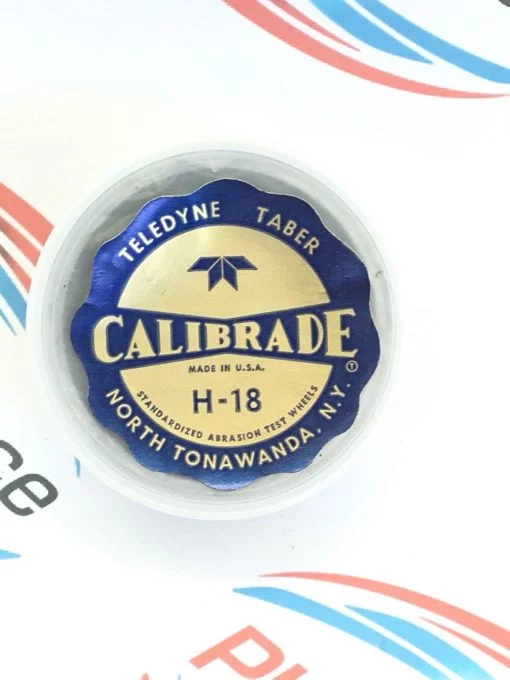 TELEDYNE TABER
CALIBRADE
MADE IN U.S.A.
H-18
STANDARDIZED ABRASION TEST WHEELS
NORTH TONAWANDA, N.Y. Ⓣ